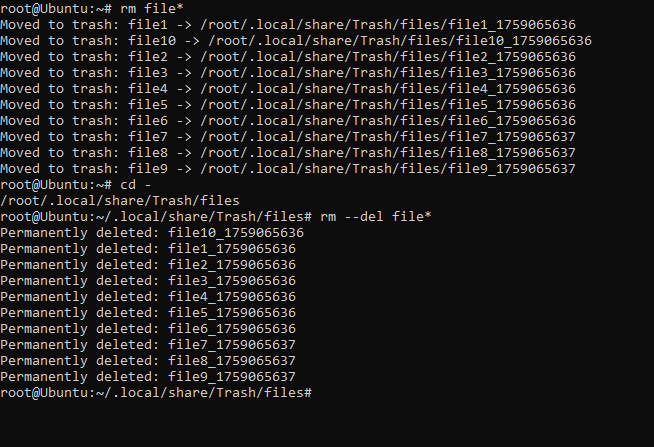 root@Ubuntu:~# rm file*
Moved to trash: file1 -> /root/.local/share/Trash/files/file1_1759065636
Moved to trash: file10 -> /root/.local/share/Trash/files/file10_1759065636
Moved to trash: file2 -> /root/.local/share/Trash/files/file2_1759065636
Moved to trash: file3 -> /root/.local/share/Trash/files/file3_1759065636
Moved to trash: file4 -> /root/.local/share/Trash/files/file4_1759065636
Moved to trash: file5 -> /root/.local/share/Trash/files/file5_1759065636
Moved to trash: file6 -> /root/.local/share/Trash/files/file6_1759065636
Moved to trash: file7 -> /root/.local/share/Trash/files/file7_1759065637
Moved to trash: file8 -> /root/.local/share/Trash/files/file8_1759065637
Moved to trash: file9 -> /root/.local/share/Trash/files/file9_1759065637
root@Ubuntu:~# cd -
/root/.local/share/Trash/files
root@Ubuntu:~/.local/share/Trash/files# rm --del file*
Permanently deleted: file10_1759065636
Permanently deleted: file1_1759065636
Permanently deleted: file2_1759065636
Permanently deleted: file3_1759065636
Permanently deleted: file4_1759065636
Permanently deleted: file5_1759065636
Permanently deleted: file6_1759065636
Permanently deleted: file7_1759065637
Permanently deleted: file8_1759065637
Permanently deleted: file9_1759065637
root@Ubuntu:~/.local/share/Trash/files#